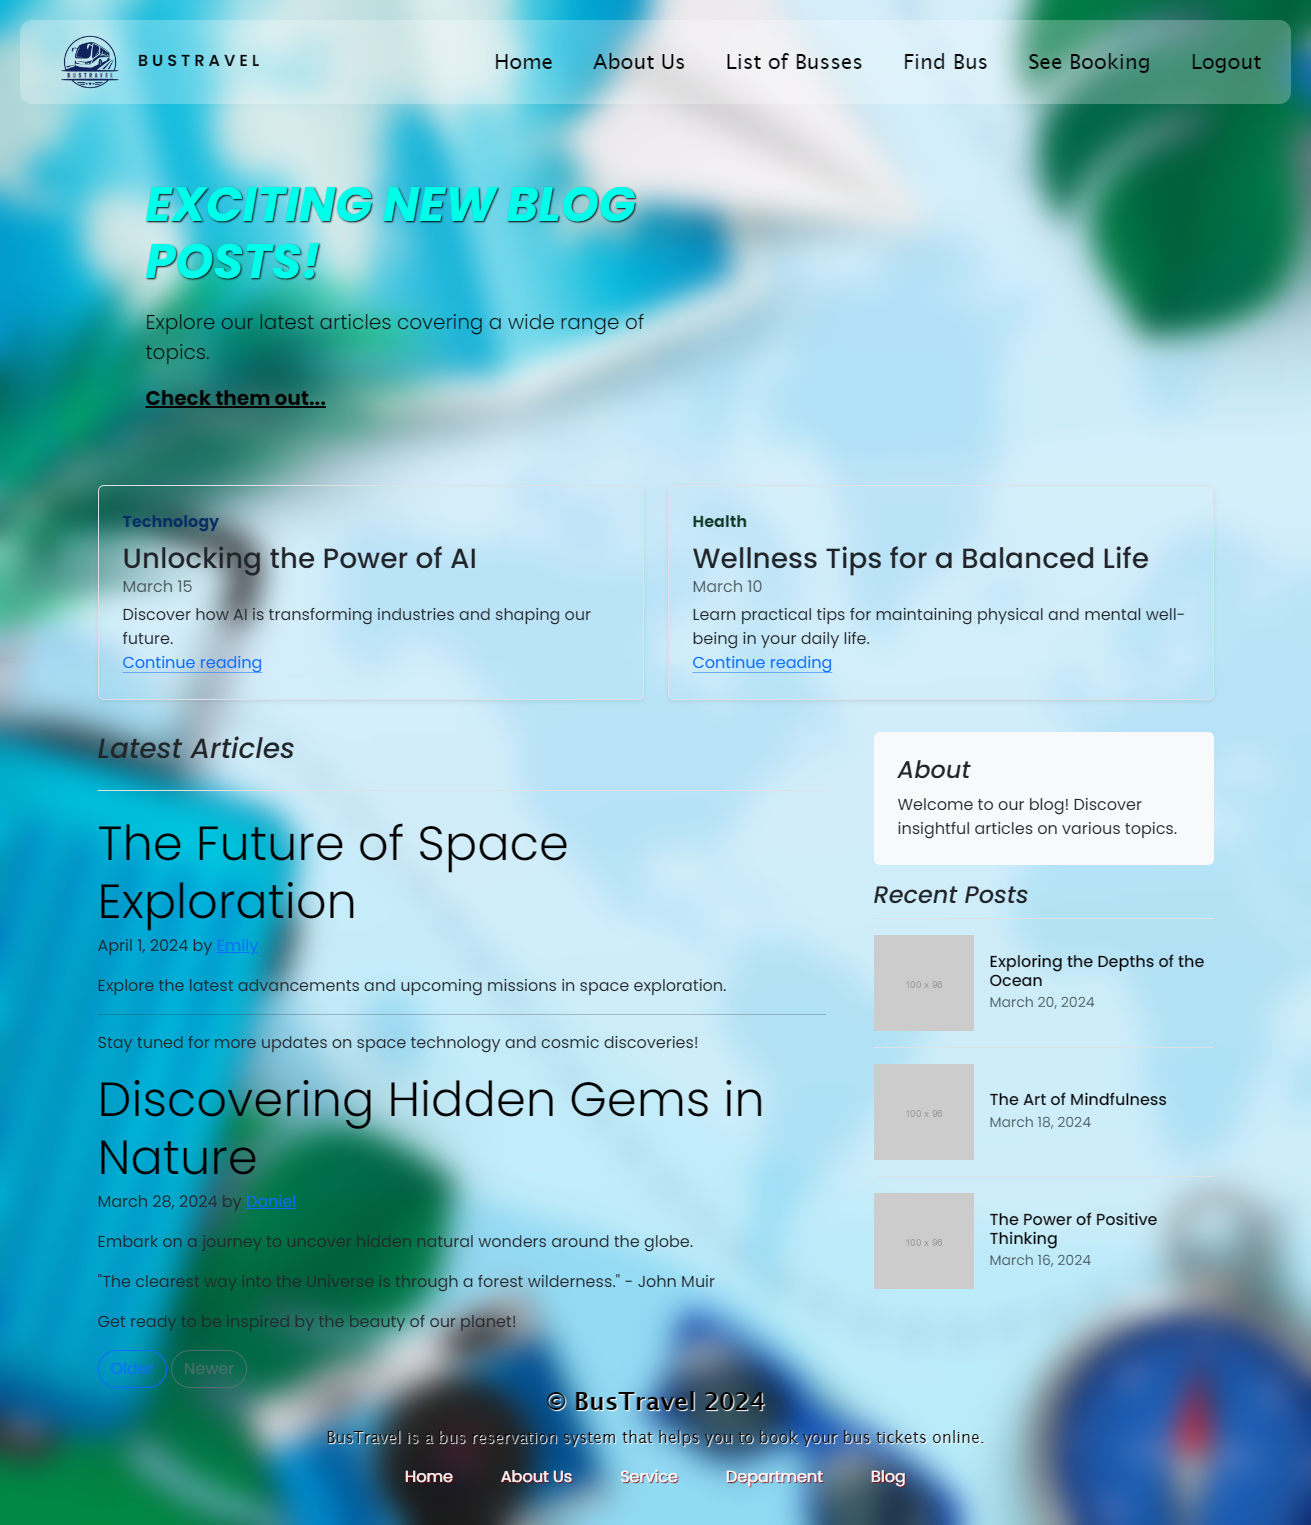 BUSTRAVEL
BUSTRAVEL
Home
About Us
List of Busses
Find Bus
See Booking
Logout
EXCITING NEW BLOG
POSTS!
Explore our latest articles covering a wide range of
topics.
Check them out...
Technology
Unlocking the Power of AI
March 15
Discover how AI is transforming industries and shaping our
future.
Continue reading
Health
Wellness Tips for a Balanced Life
March 10
Learn practical tips for maintaining physical and mental well-
being in your daily life.
Continue reading
Latest Articles
The Future of Space
Exploration
April 1, 2024 by Emily
Explore the latest advancements and upcoming missions in space exploration.
Stay tuned for more updates on space technology and cosmic discoveries!
Discovering Hidden Gems in
Nature
March 28, 2024 by Daniel
Embark on a journey to uncover hidden natural wonders around the globe.
"The clearest way into the Universe is through a forest wilderness." - John Muir
Get ready to be inspired by the beauty of our planet!
Older
Newer
About
Welcome to our blog! Discover
insightful articles on various topics.
Recent Posts
100 x 96
Exploring the Depths of the
Ocean
March 20, 2024
100 x 96
The Art of Mindfulness
March 18, 2024
100 x 96
The Power of Positive
Thinking
March 16, 2024
© BusTravel 2024
BusTravel is a bus reservation system that helps you to book your bus tickets online.
Home
About Us
Service
Department
Blog